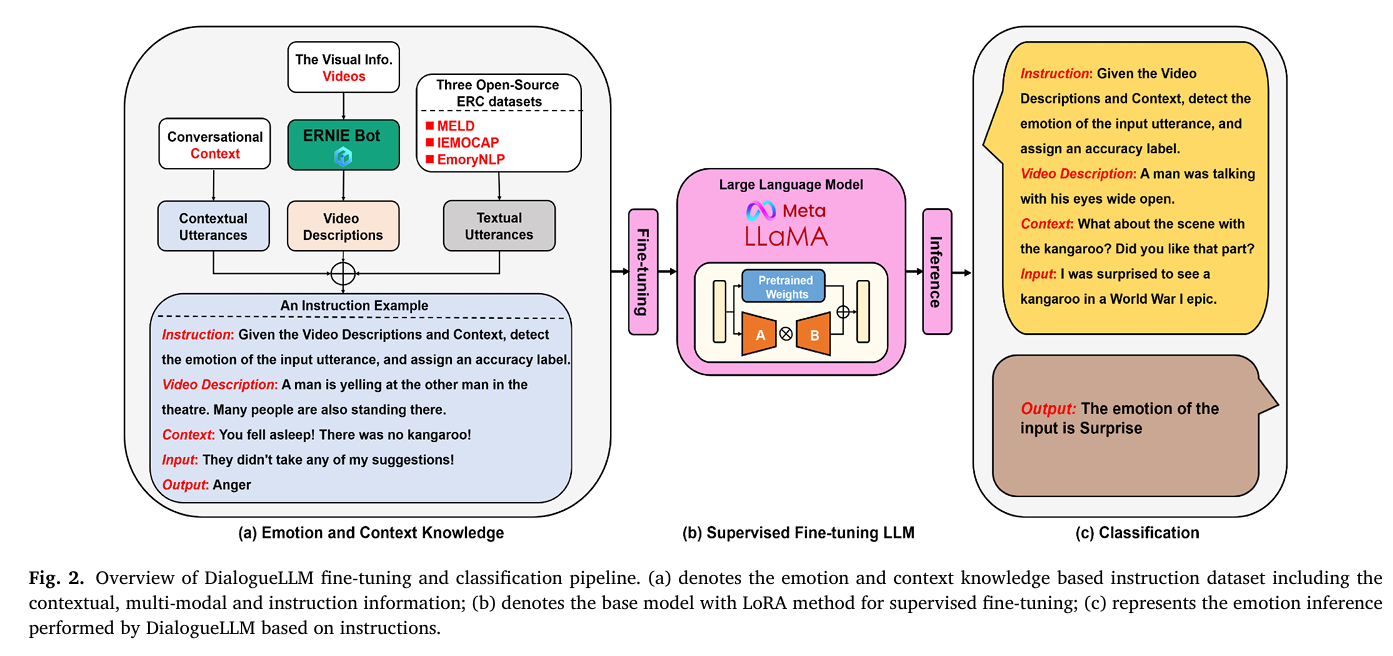 The Visual Info.
Videos
Three Open-Source
ERC datasets
MELD
IEMOCAP
EmoryNLP
Conversational
Context
ERNIE Bot
Contextual
Utterances
Video
Descriptions
Textual
Utterances
An Instruction Example
Instruction: Given the Video Descriptions and Context, detect
the emotion of the input utterance, and assign an accuracy label.
Video Description: A man is yelling at the other man in the
theatre. Many people are also standing there.
Context: You fell asleep! There was no kangaroo!
Input: They didn't take any of my suggestions!
Output: Anger
(a) Emotion and Context Knowledge
Fine-tuning
Large Language Model
Meta
LLaMA
Pretrained
Weights
A
B
(b) Supervised Fine-tuning LLM
Inference
Instruction: Given the Video
Descriptions and Context, detect the
emotion of the input utterance, and
assign an accuracy label.
Video Description: A man was talking
with his eyes wide open.
Context: What about the scene with
the kangaroo? Did you like that part?
Input: I was surprised to see a
kangaroo in a World War I epic.
Output: The emotion of the
input is Surprise
(c) Classification
Fig. 2. Overview of DialogueLLM fine-tuning and classification pipeline. (a) denotes the emotion and context knowledge based instruction dataset including the
contextual, multi-modal and instruction information; (b) denotes the base model with LoRA method for supervised fine-tuning; (c) represents the emotion inference
performed by DialogueLLM based on instructions.